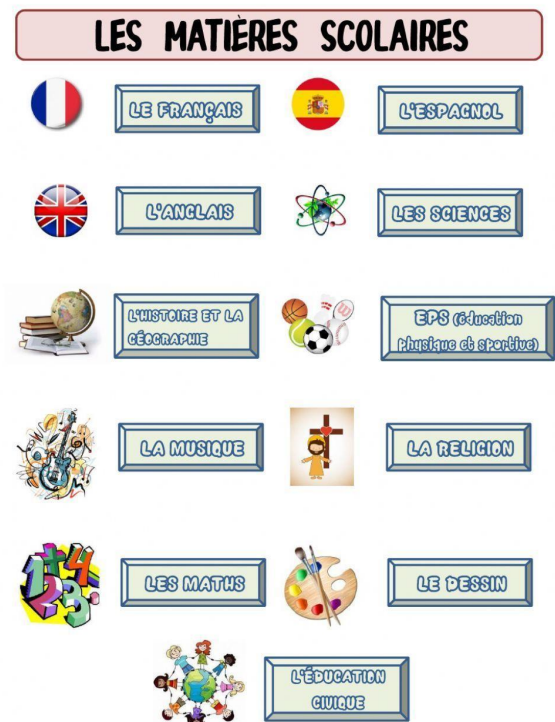 LES MATIÈRES SCOLAIRES
LE FRANÇAIS
L'ESPAGNOL
L'ANGLAIS
LES SCIENCES
L'HISTOIRE ET LA
GÉOGRAPHIE
EPS (éducation
physique et sportive)
LA MUSIQUE
LA RELIGION
LES MATHS
LE DESSIN
L'ÉDUCATION
CIVIQUE